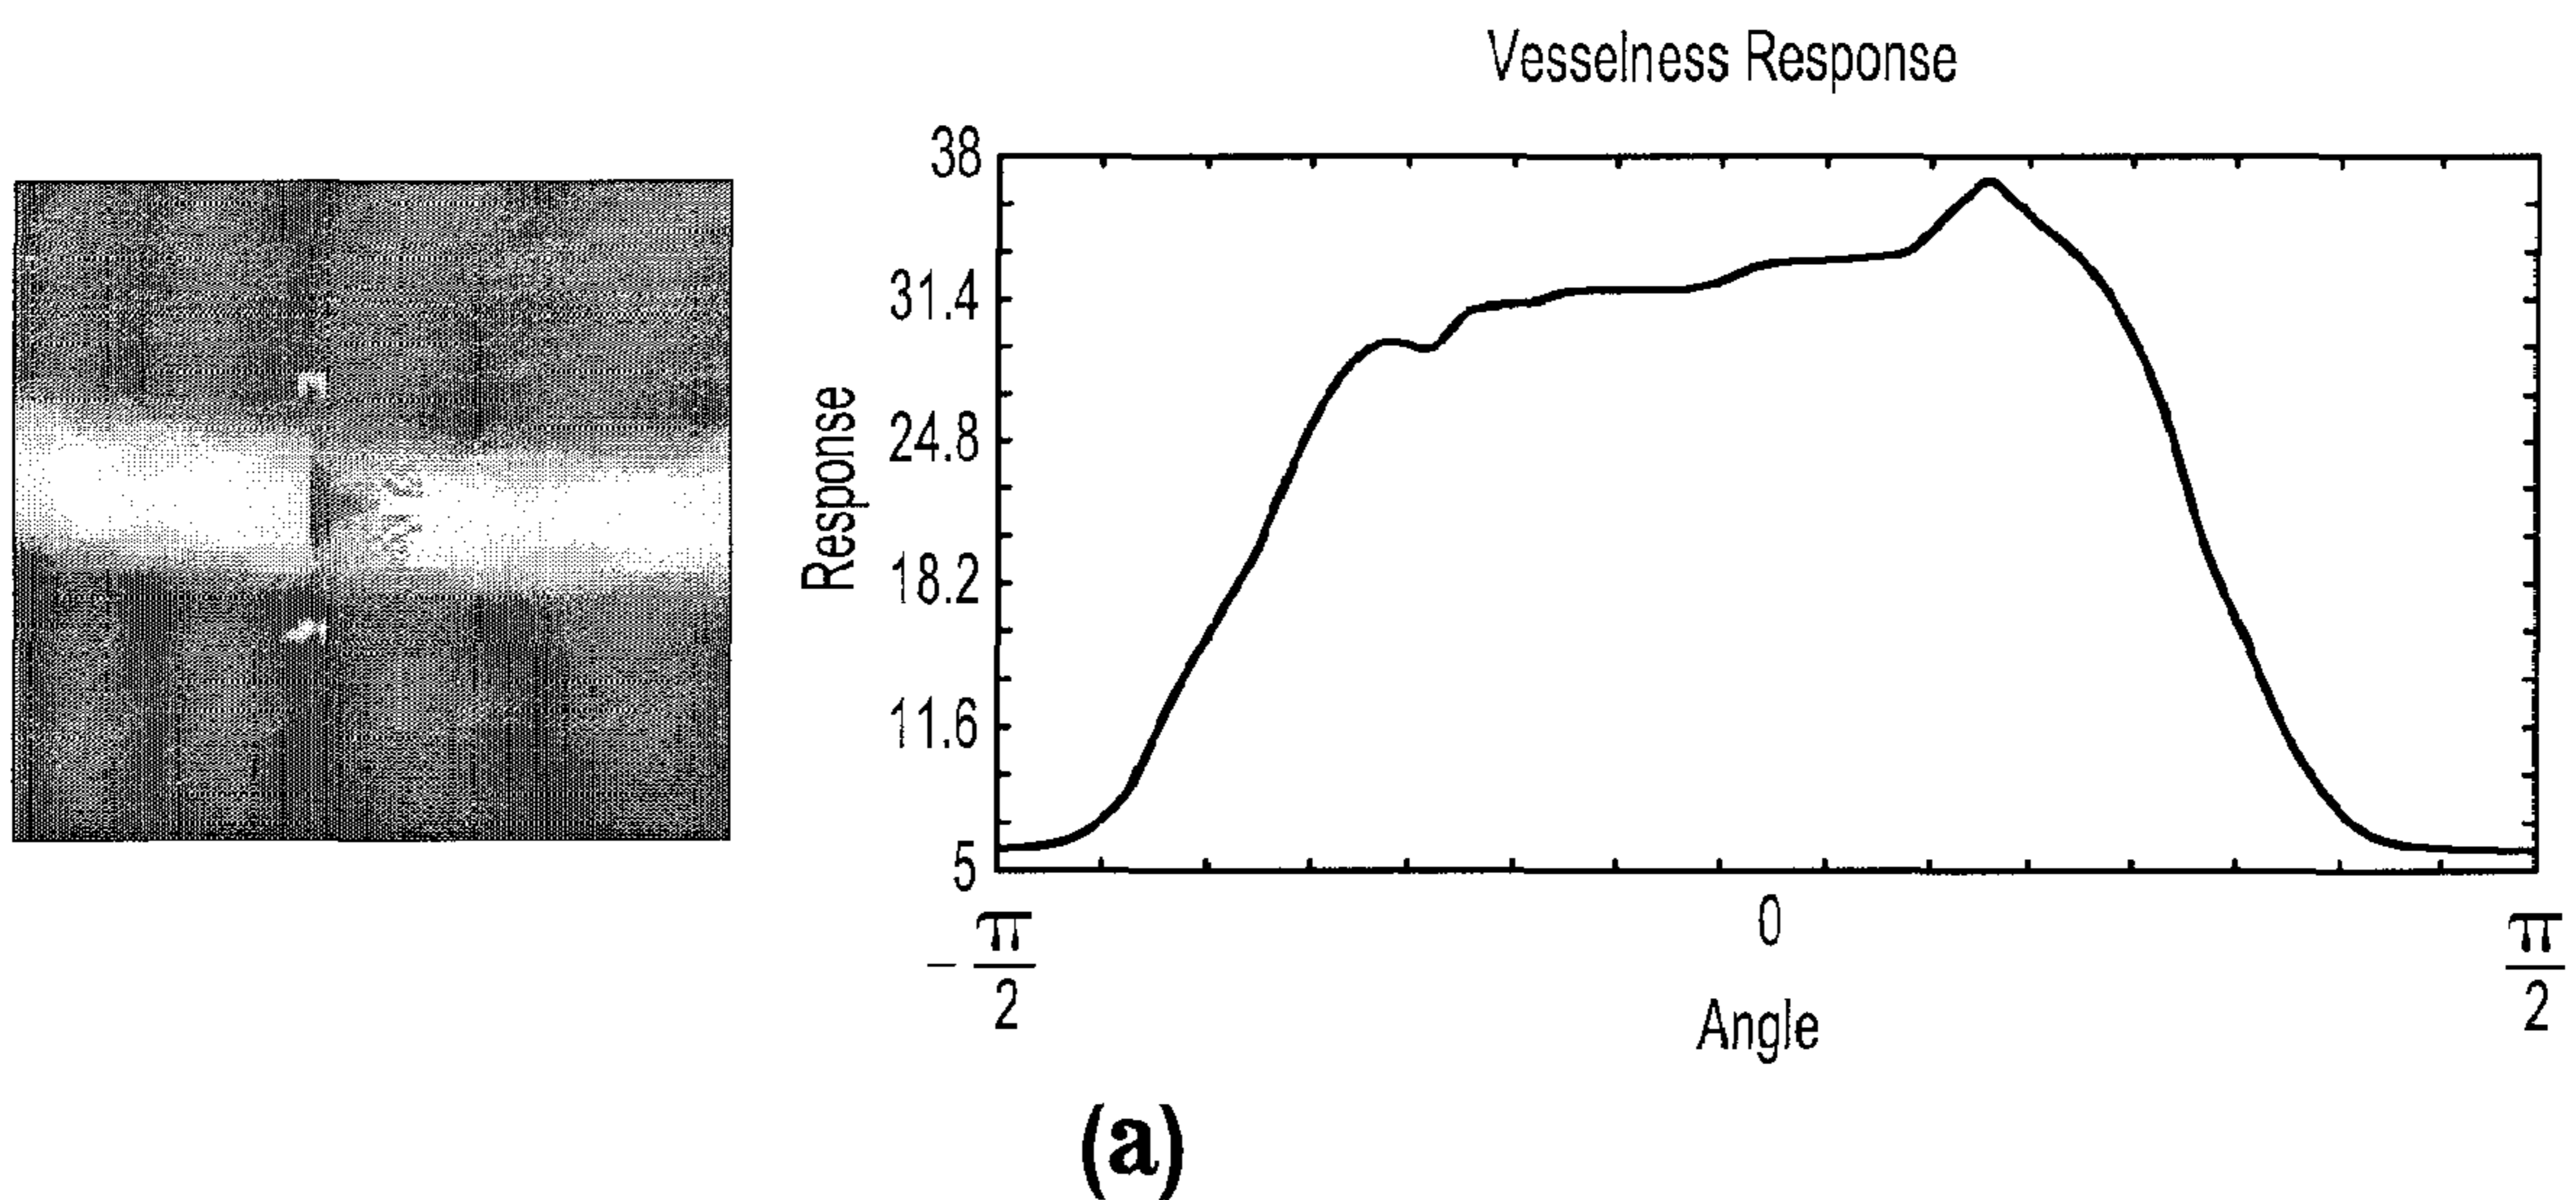 Vesselness Response
38
31.4
24.8
18.2
11.6
5
Response
-π/2
0
π/2
Angle
(a)